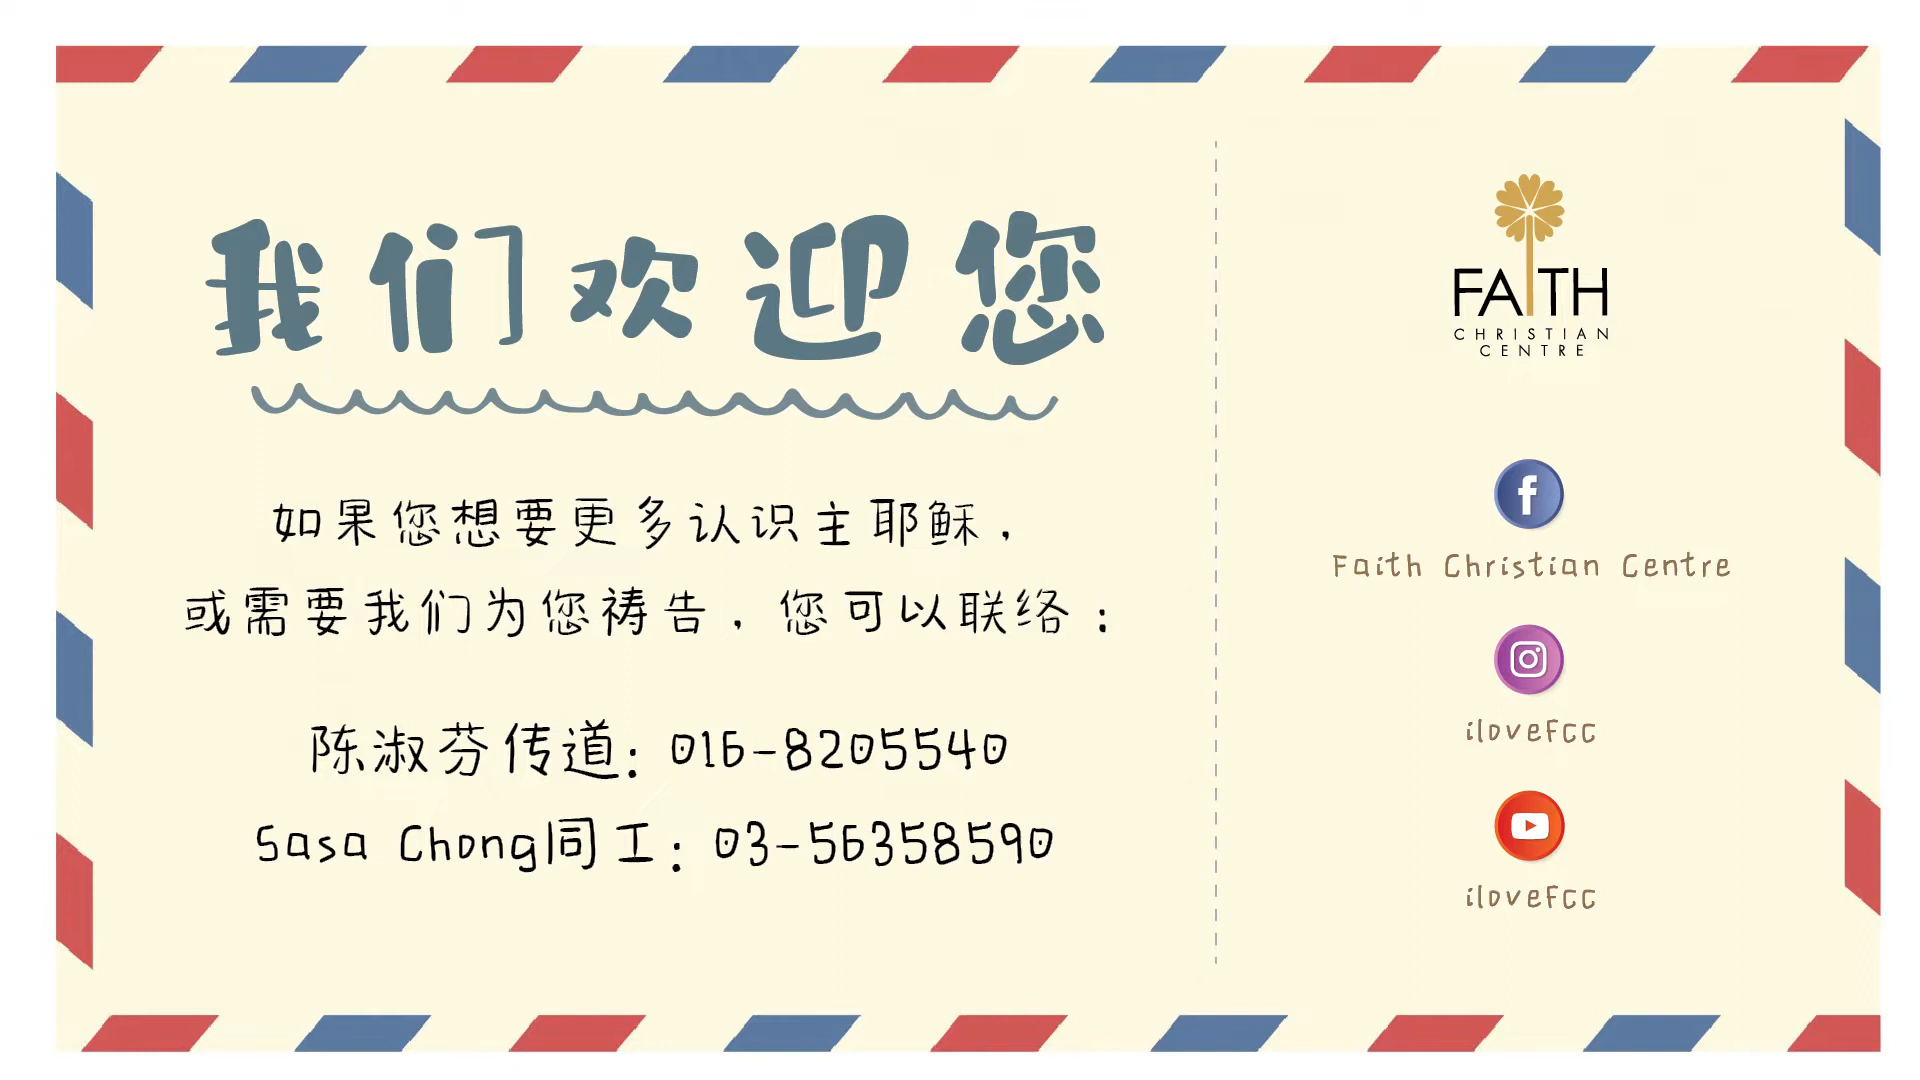 我们欢迎您
如果您想要更多认识主耶稣，
或需要我们为您祷告，您可以联络：
陈淑芬传道: 016-8205540
Sasa Chong同工: 03-56358590
FAITH
CHRISTIAN
CENTRE
Faith Christian Centre
iloveFCC
iloveFCC